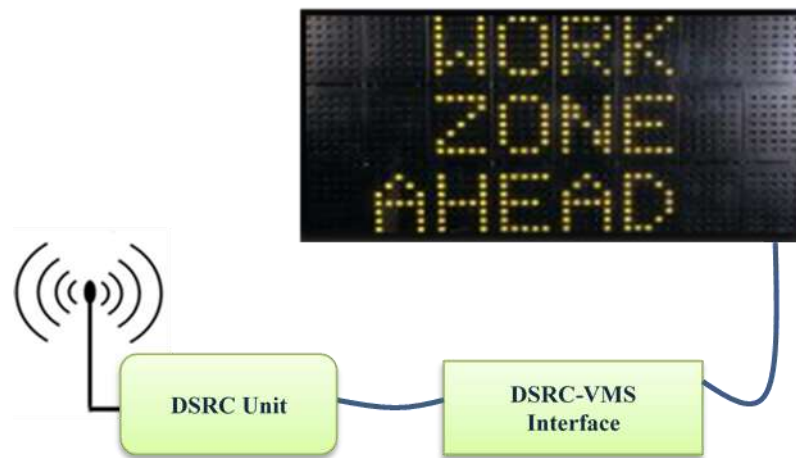 WORK
ZONE
AHEAD
DSRC Unit
DSRC-VMS
Interface